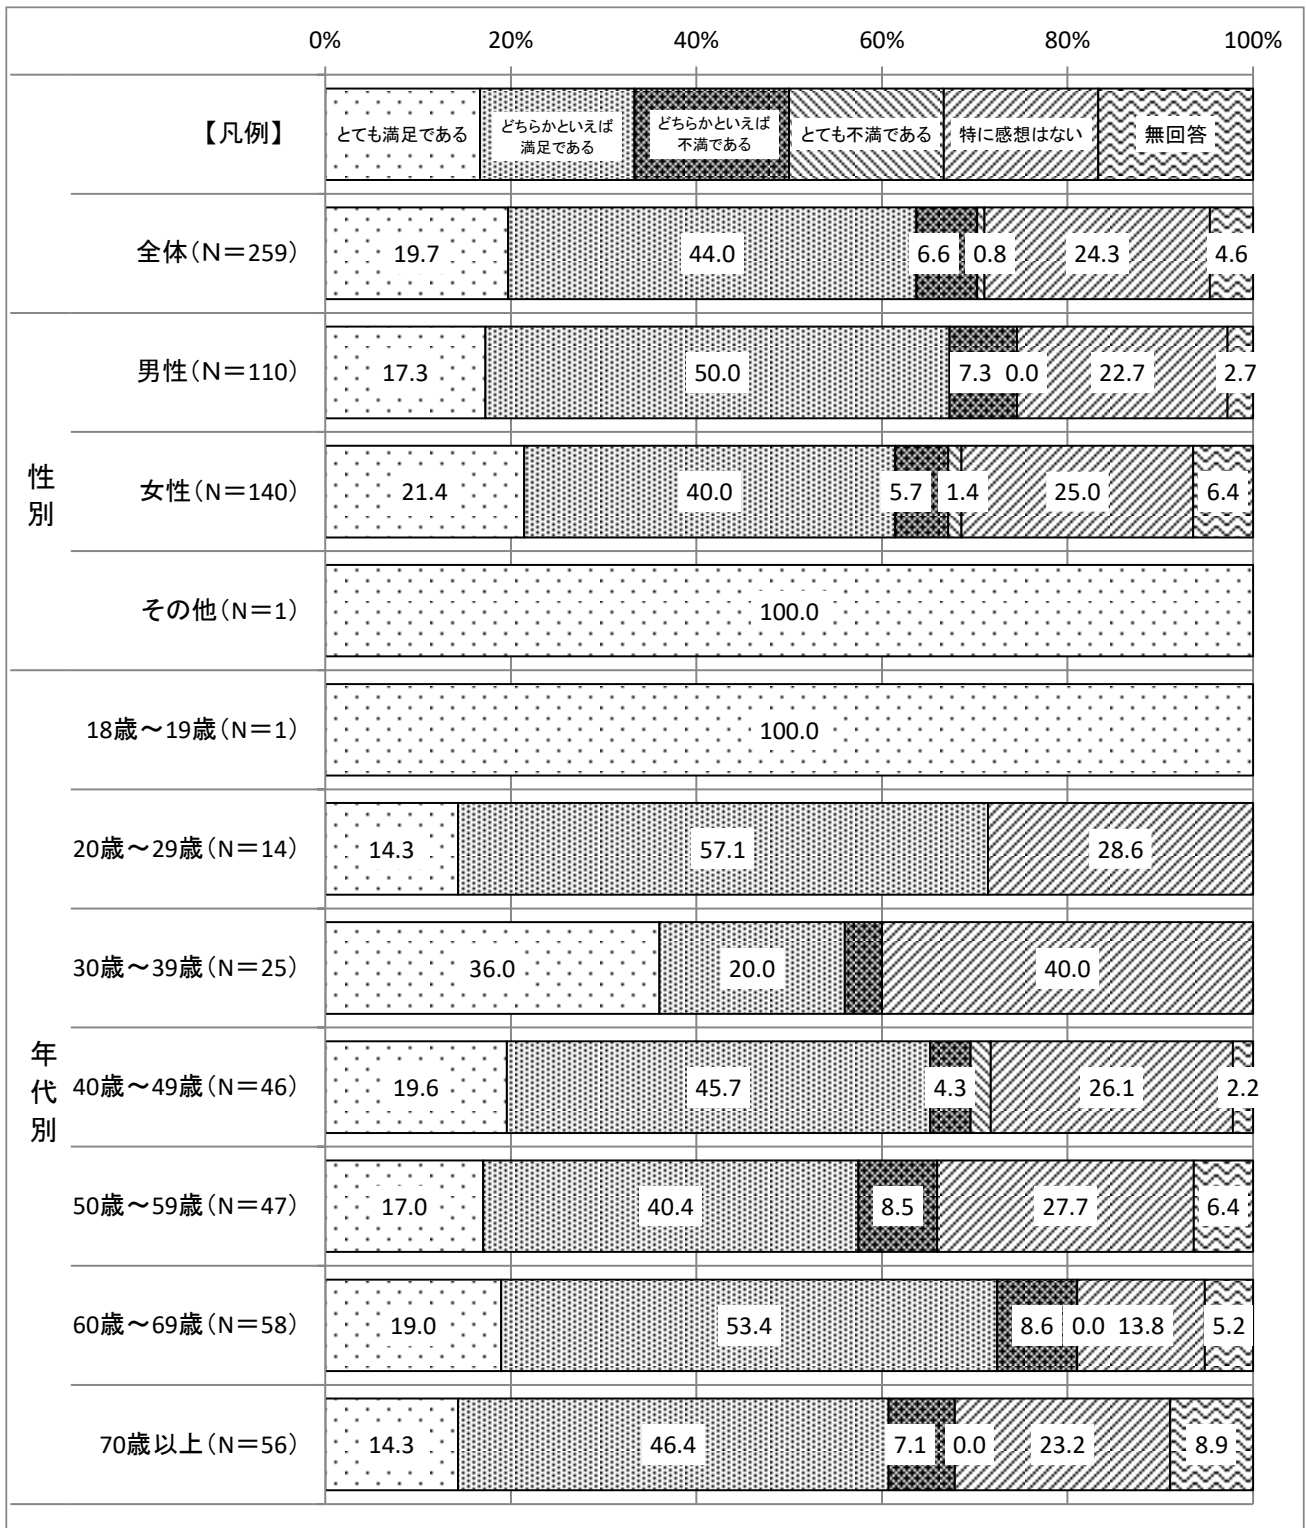 0% 20% 40% 60% 80% 100%
【凡例】 とても満足である どちらかといえば満足である どちらかといえば不満である とても不満である 特に感想はない 無回答
全体(N=259) 19.7 44.0 6.6 0.8 24.3 4.6
性別
男性(N=110) 17.3 50.0 7.3 0.0 22.7 2.7
女性(N=140) 21.4 40.0 5.7 1.4 25.0 6.4
その他(N=1) 100.0
年代別
18歳~19歳(N=1) 100.0
20歳~29歳(N=14) 14.3 57.1 28.6
30歳~39歳(N=25) 36.0 20.0 40.0
40歳~49歳(N=46) 19.6 45.7 4.3 26.1 2.2
50歳~59歳(N=47) 17.0 40.4 8.5 27.7 6.4
60歳~69歳(N=58) 19.0 53.4 8.6 0.0 13.8 5.2
70歳以上(N=56) 14.3 46.4 7.1 0.0 23.2 8.9